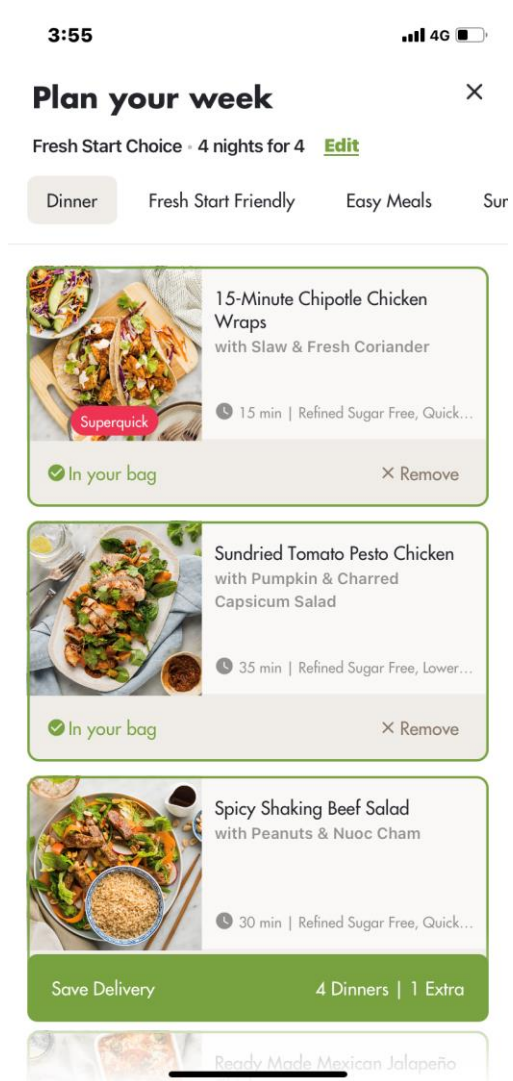 3:55
4G
Plan your week
Fresh Start Choice • 4 nights for 4 Edit
Dinner Fresh Start Friendly Easy Meals Sur
15-Minute Chipotle Chicken
Wraps
with Slaw & Fresh Coriander
Superquick
15 min | Refined Sugar Free, Quick...
In your bag
Remove
Sundried Tomato Pesto Chicken
with Pumpkin & Charred
Capsicum Salad
35 min | Refined Sugar Free, Lower...
In your bag
Remove
Spicy Shaking Beef Salad
with Peanuts & Nuoc Cham
30 min | Refined Sugar Free, Quick...
Save Delivery 4 Dinners | 1 Extra
Ready Made Mexican Jalapeño